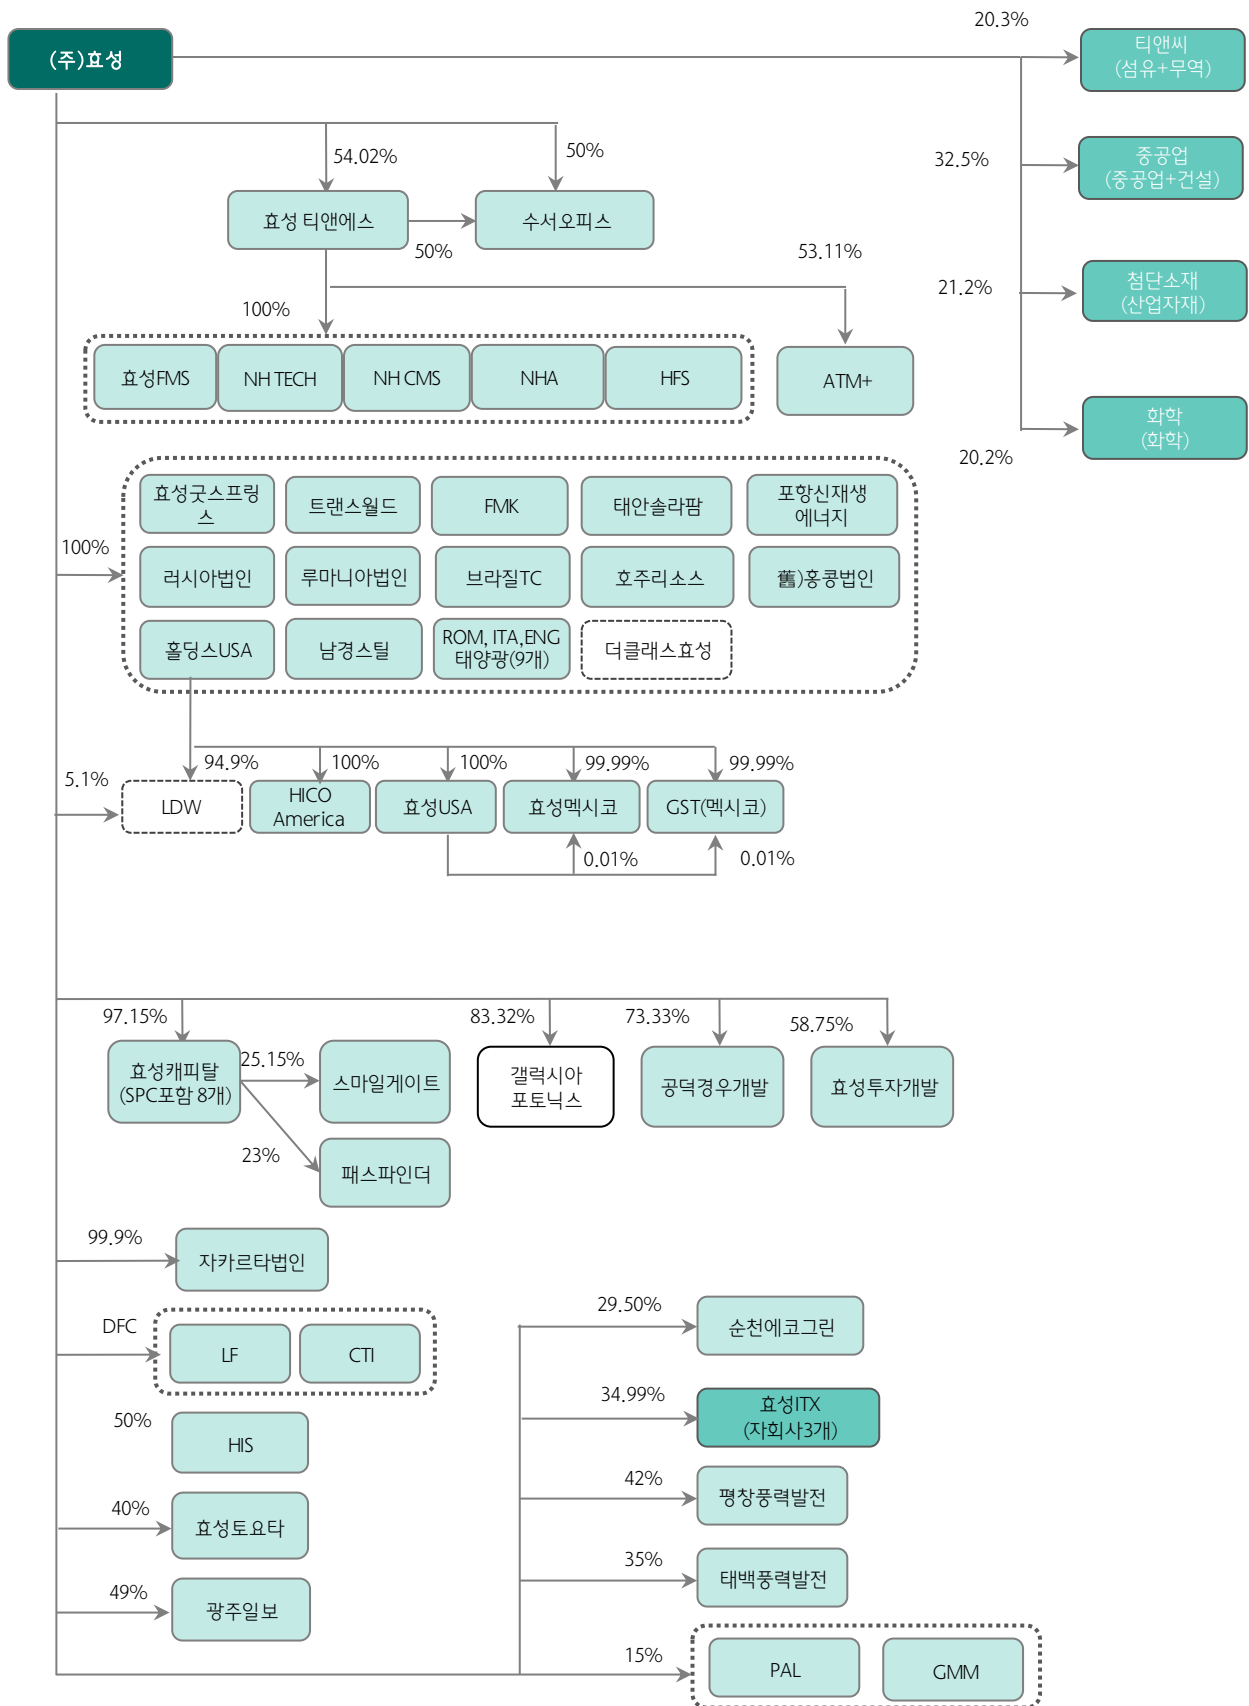 (주)효성
20.3%
티앤씨
(섬유+무역)
32.5%
중공업
(중공업+건설)
21.2%
첨단소재
(산업자재)
20.2%
화학
(화학)
54.02%
50%
효성 티앤에스
수서오피스
50%
53.11%
100%
효성FMS
NH TECH
NH CMS
NHA
HFS
ATM+
100%
효성굿스프링
스
트랜스월드
FMK
태안솔라팜
포항신재생
에너지
러시아법인
루마니아법인
브라질TC
호주리소스
舊)홍콩법인
홀딩스USA
남경스틸
ROM, ITA,ENG
태양광(9개)
더클래스효성
5.1%
94.9%
100%
100%
99.99%
99.99%
LDW
HICO
America
효성USA
효성멕시코
GST(멕시코)
0.01%
0.01%
97.15%
83.32%
73.33%
58.75%
효성캐피탈
(SPC포함 8개)
25.15%
스마일게이트
갤럭시아
포토닉스
공덕경우개발
효성투자개발
23%
패스파인더
99.9%
자카르타법인
DFC
LF
CTI
50%
HIS
40%
효성토요타
49%
광주일보
29.50%
순천에코그린
34.99%
효성ITX
(자회사3개)
42%
평창풍력발전
35%
태백풍력발전
15%
PAL
GMM